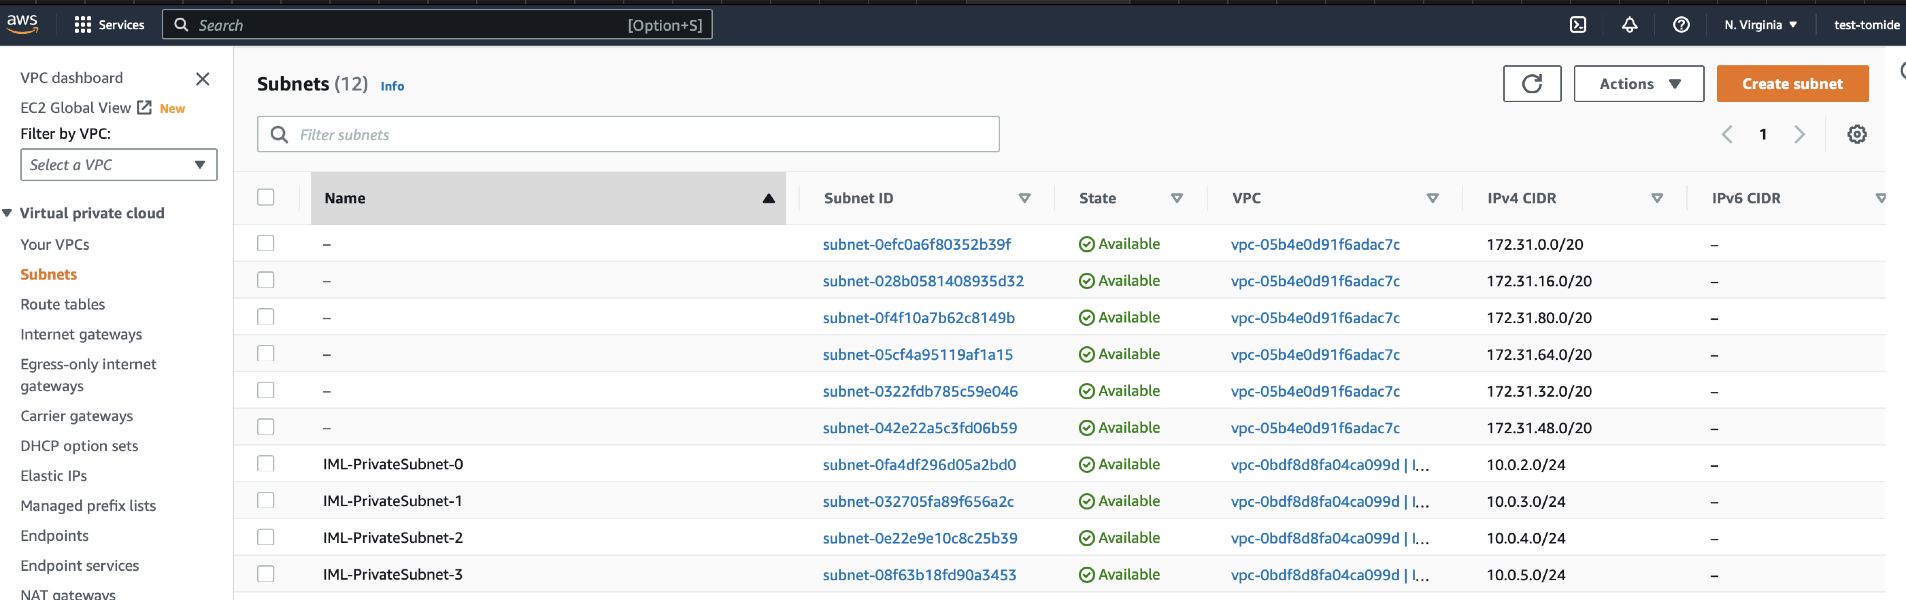 aws Services Search [Option+S] N. Virginia test-tomide
VPC dashboard
EC2 Global View New
Filter by VPC:
Select a VPC
Virtual private cloud
Your VPCs
Subnets
Route tables
Internet gateways
Egress-only internet
gateways
Carrier gateways
DHCP option sets
Elastic IPs
Managed prefix lists
Endpoints
Endpoint services
NAT gateways
Subnets (12) Info Actions Create subnet
Filter subnets 1
Name Subnet ID State VPC IPv4 CIDR IPv6 CIDR
– subnet-0efc0a6f80352b39f Available vpc-05b4e0d91f6adac7c 172.31.0.0/20 –
– subnet-028b0581408935d32 Available vpc-05b4e0d91f6adac7c 172.31.16.0/20 –
– subnet-0f4f10a7b62c8149b Available vpc-05b4e0d91f6adac7c 172.31.80.0/20 –
– subnet-05cf4a95119af1a15 Available vpc-05b4e0d91f6adac7c 172.31.64.0/20 –
– subnet-0322fdb785c59e046 Available vpc-05b4e0d91f6adac7c 172.31.32.0/20 –
– subnet-042e22a5c3fd06b59 Available vpc-05b4e0d91f6adac7c 172.31.48.0/20 –
IML-PrivateSubnet-0 subnet-0fa4df296d05a2bd0 Available vpc-0bdf8d8fa04ca099d | I... 10.0.2.0/24 –
IML-PrivateSubnet-1 subnet-032705fa89f656a2c Available vpc-0bdf8d8fa04ca099d | I... 10.0.3.0/24 –
IML-PrivateSubnet-2 subnet-0e22e9e10c8c25b39 Available vpc-0bdf8d8fa04ca099d | I... 10.0.4.0/24 –
IML-PrivateSubnet-3 subnet-08f63b18fd90a3453 Available vpc-0bdf8d8fa04ca099d | I... 10.0.5.0/24 –